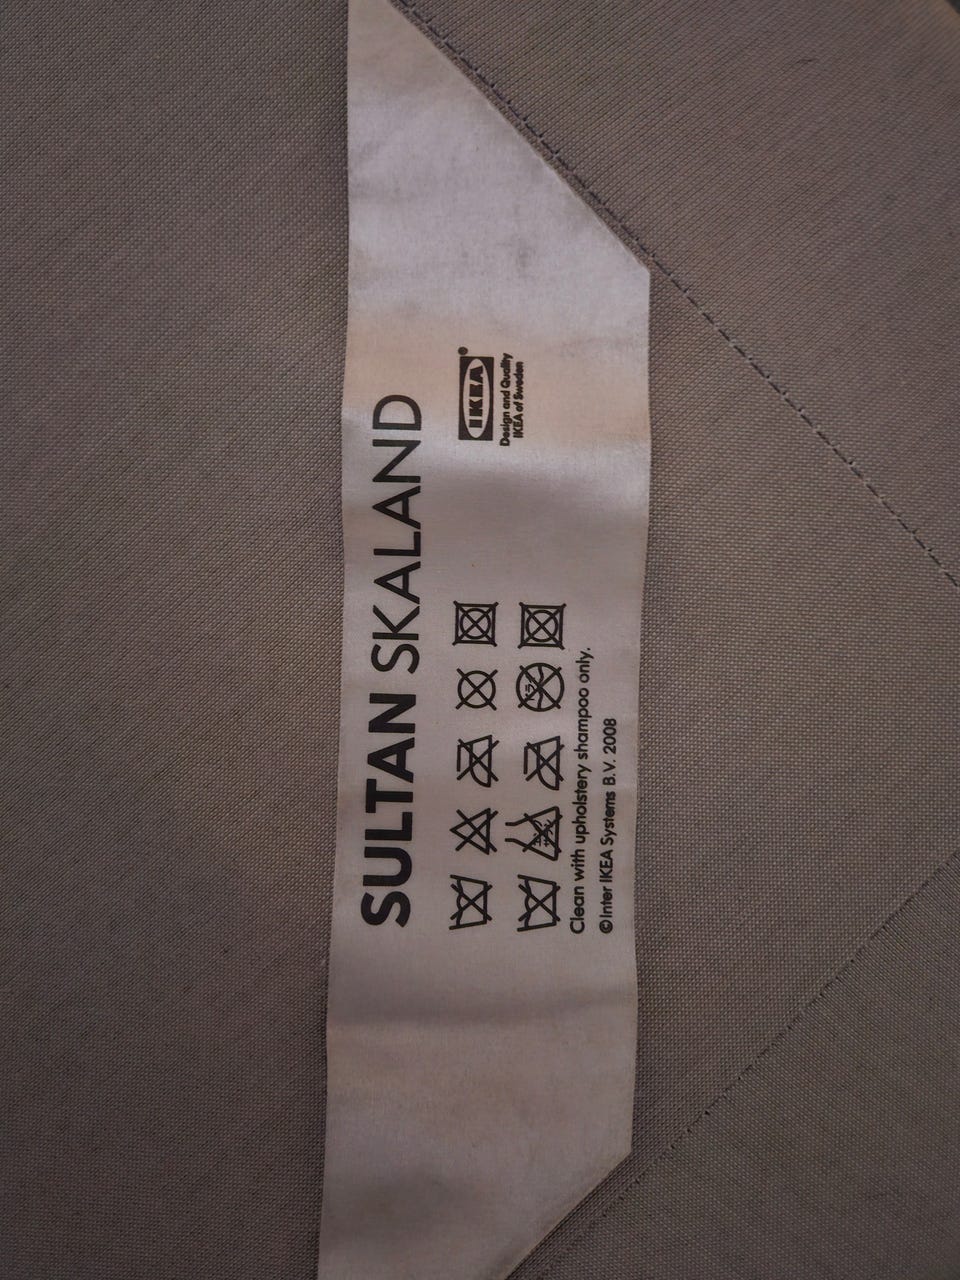 SULTAN SKALAND
Clean with upholstery shampoo only.
© Inter IKEA Systems B.V. 2008
IKEA®
Design and Quality
IKEA of Sweden